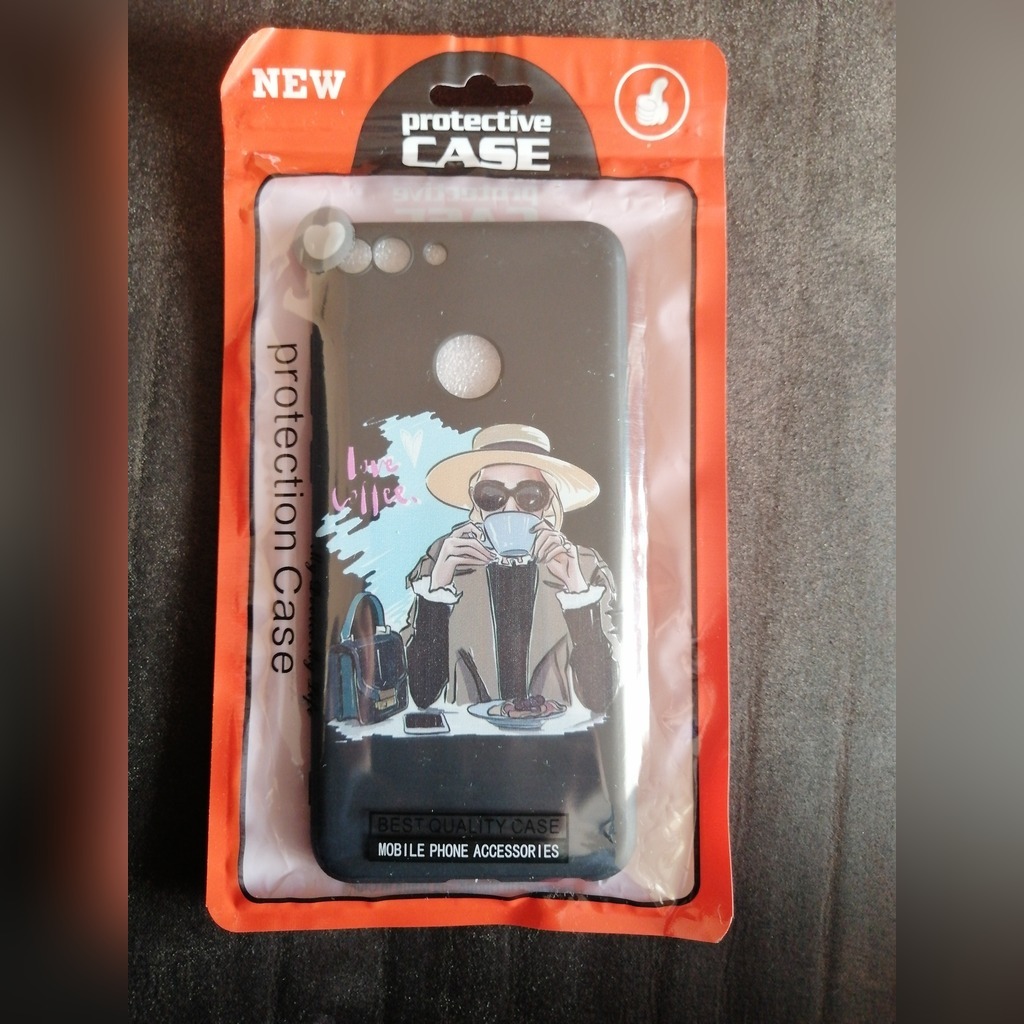 NEW
protective
CASE
protection Case
Love
Coffee.
BEST QUALITY CASE
MOBILE PHONE ACCESSORIES